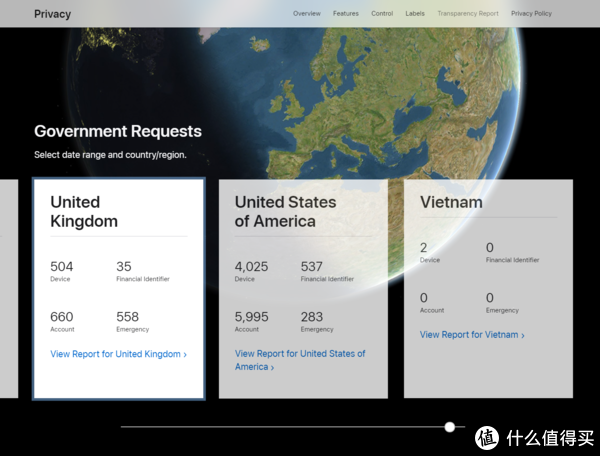 Privacy
Overview Features Control Labels Transparency Report Privacy Policy
Government Requests
Select date range and country/region.
United
Kingdom
504 35
Device Financial Identifier
660 558
Account Emergency
View Report for United Kingdom ›
United States
of America
4,025 537
Device Financial Identifier
5,995 283
Account Emergency
View Report for United States of
America ›
Vietnam
2 0
Device Financial Identifier
0 0
Account Emergency
View Report for Vietnam ›
值 什么值得买